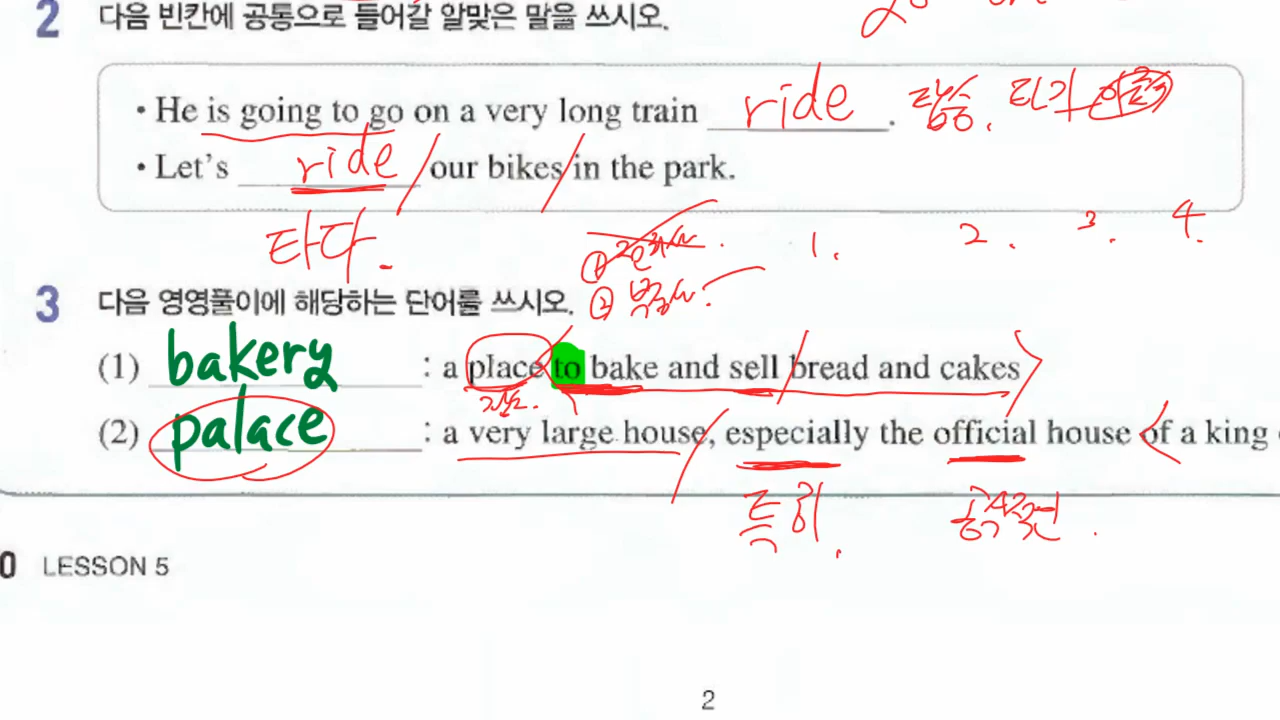 2 다음 빈칸에 공통으로 들어갈 알맞은 말을 쓰시오.
• He is going to go on a very long train ride. 탑승. 타기
• Let's ride our bikes in the park.
타다.
1. 2. 3. 4.
3 다음 영영풀이에 해당하는 단어를 쓰시오. ② 부정사?
(1) bakery : a place to bake and sell bread and cakes
장소.
(2) palace : a very large house, especially the official house of a king
특히. 공식적인.
0 LESSON 5
2